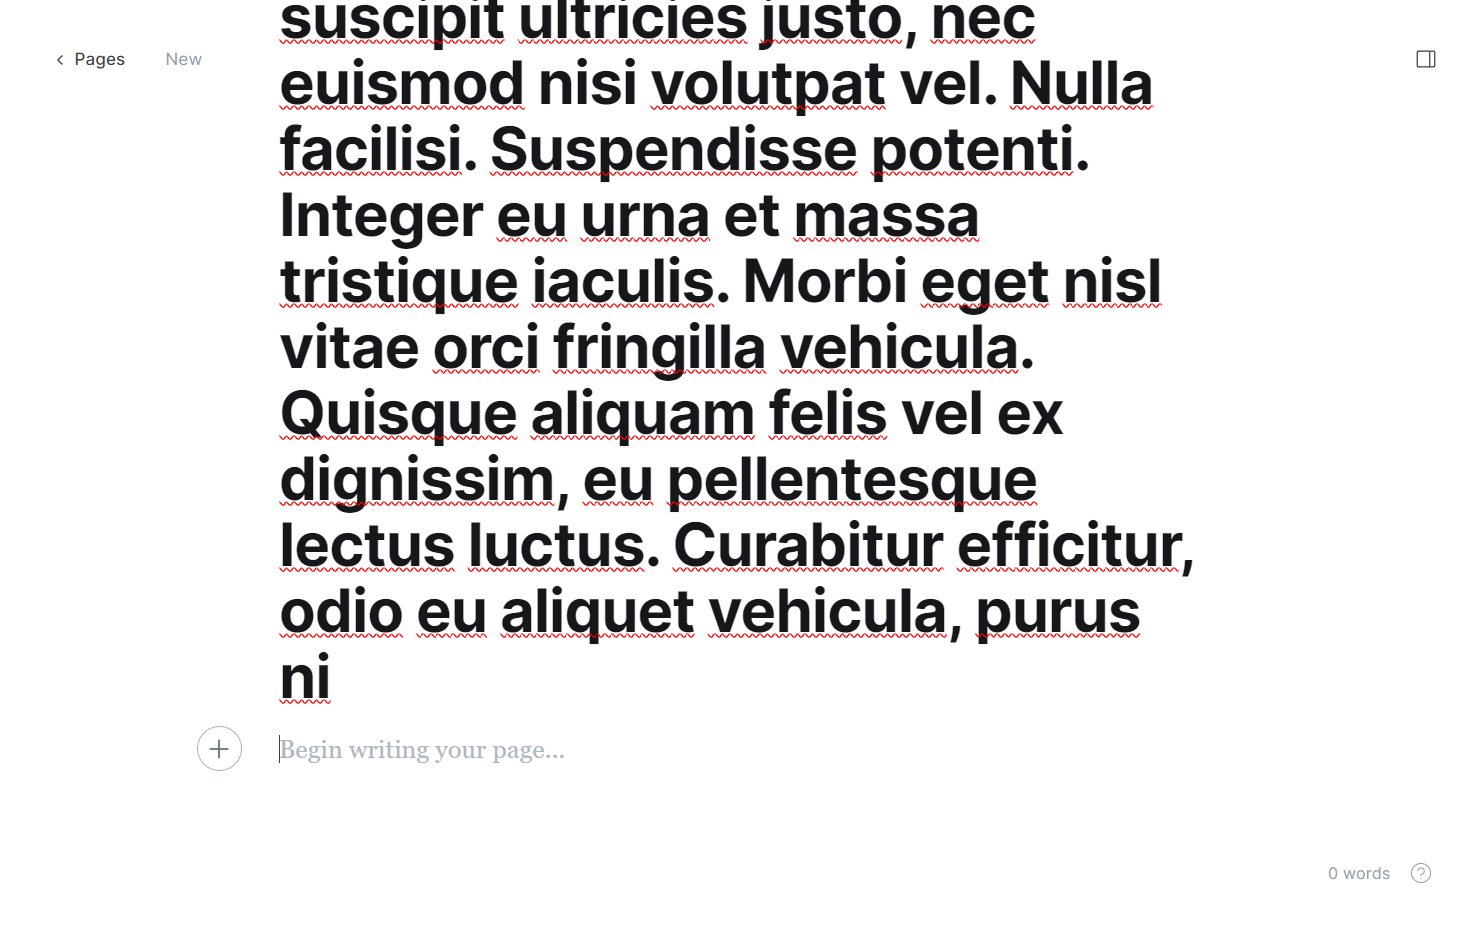 suscipit ultricies justo, nec
Pages New
euismod nisi volutpat vel. Nulla
facilisi. Suspendisse potenti.
Integer eu urna et massa
tristique iaculis. Morbi eget nisl
vitae orci fringilla vehicula.
Quisque aliquam felis vel ex
dignissim, eu pellentesque
lectus luctus. Curabitur efficitur,
odio eu aliquet vehicula, purus
ni
Begin writing your page...
0 words